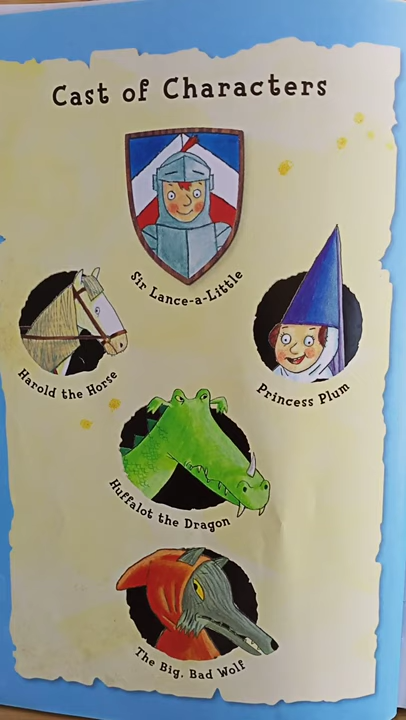 Cast of Characters
Sir Lance-a-Little
Harold the Horse
Princess Plum
Huffalot the Dragon
The Big, Bad Wolf